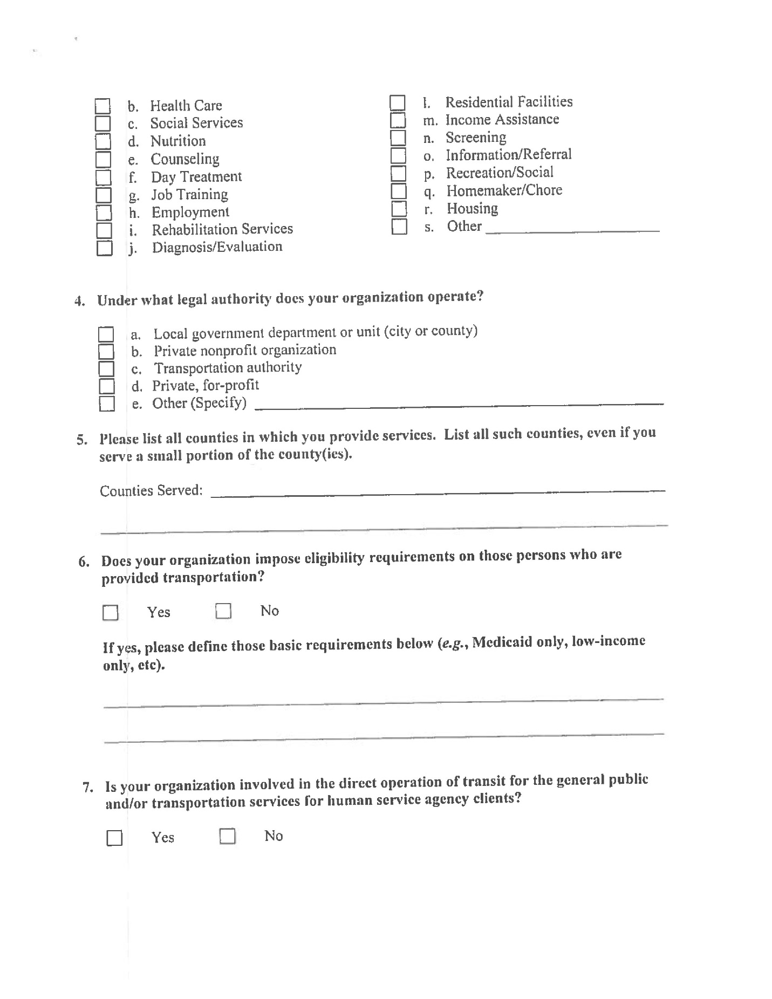 b. Health Care
c. Social Services
d. Nutrition
e. Counseling
f. Day Treatment
g. Job Training
h. Employment
i. Rehabilitation Services
j. Diagnosis/Evaluation
l. Residential Facilities
m. Income Assistance
n. Screening
o. Information/Referral
p. Recreation/Social
q. Homemaker/Chore
r. Housing
s. Other
4. Under what legal authority does your organization operate?
a. Local government department or unit (city or county)
b. Private nonprofit organization
c. Transportation authority
d. Private, for-profit
e. Other (Specify)
5. Please list all counties in which you provide services. List all such counties, even if you
serve a small portion of the county(ies).
Counties Served:
6. Does your organization impose eligibility requirements on those persons who are
provided transportation?
Yes No
If yes, please define those basic requirements below (e.g., Medicaid only, low-income
only, etc).
7. Is your organization involved in the direct operation of transit for the general public
and/or transportation services for human service agency clients?
Yes No